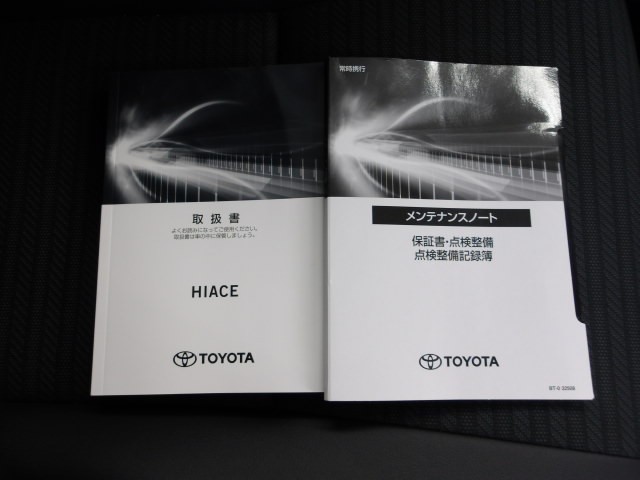 取扱書
よくお読みになってご使用ください。
取扱書は車の中に保管しましょう。
HIACE
TOYOTA
常時携行
メンテナンスノート
保証書・点検整備
点検整備記録簿
TOYOTA